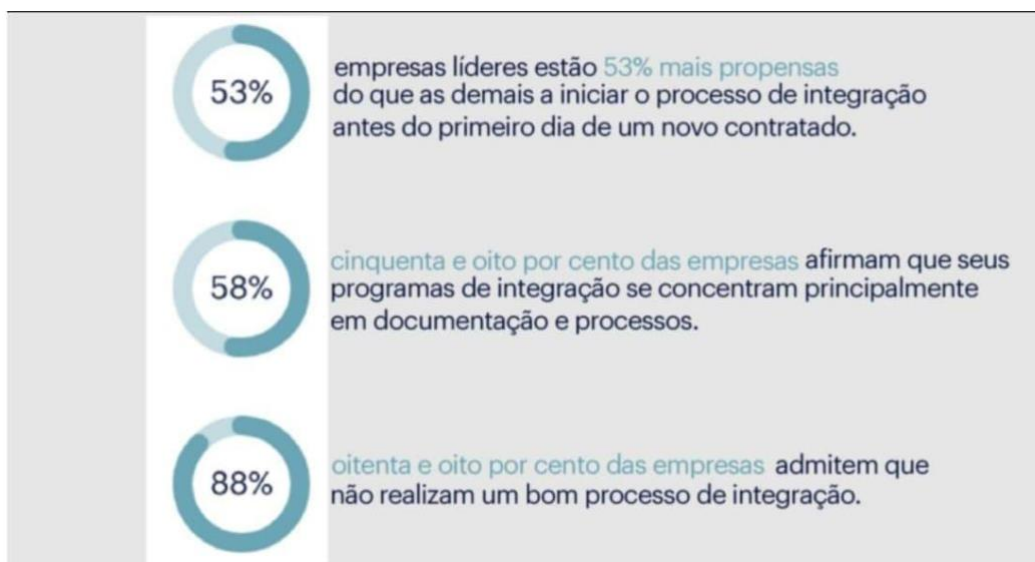 53%
empresas líderes estão 53% mais propensas
do que as demais a iniciar o processo de integração
antes do primeiro dia de um novo contratado.
58%
cinquenta e oito por cento das empresas afirmam que seus
programas de integração se concentram principalmente
em documentação e processos.
88%
oitenta e oito por cento das empresas admitem que
não realizam um bom processo de integração.